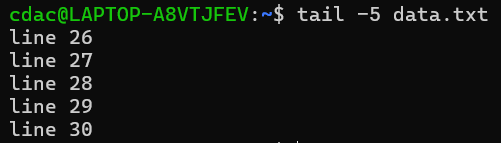 cdac@LAPTOP-A8VTJFEV:~$ tail -5 data.txt
line 26
line 27
line 28
line 29
line 30